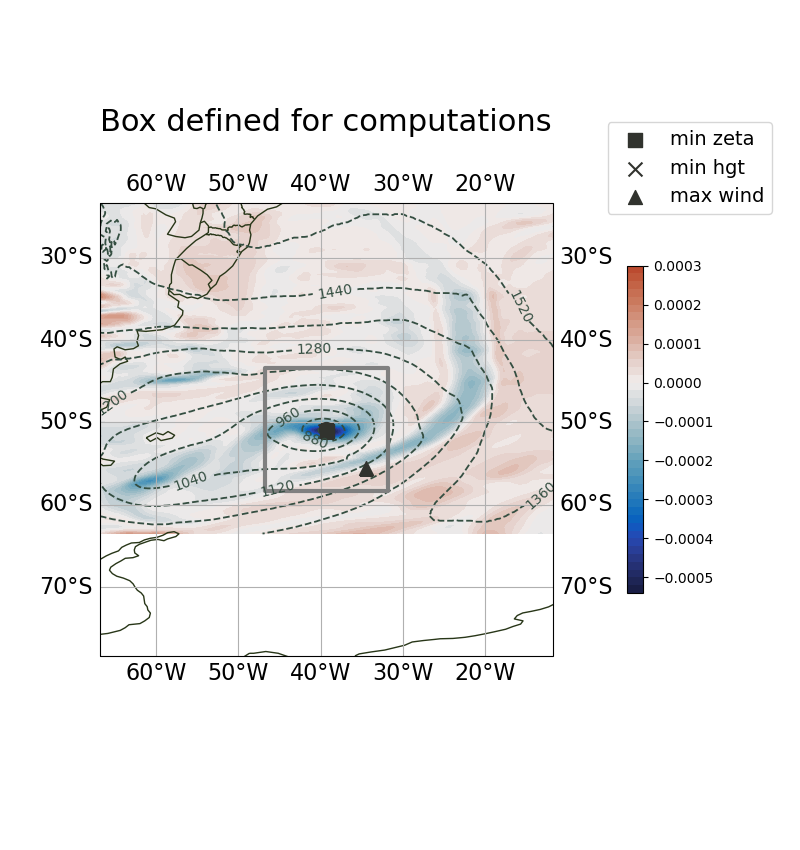 Box defined for computations
min zeta
min hgt
max wind
60°W 50°W 40°W 30°W 20°W
30°S 30°S
40°S 40°S
50°S 50°S
60°S 60°S
70°S 70°S
60°W 50°W 40°W 30°W 20°W
1440
1520
1280
1200
960
880
1040
1120
1360
0.0003
0.0002
0.0001
0.0000
−0.0001
−0.0002
−0.0003
−0.0004
−0.0005